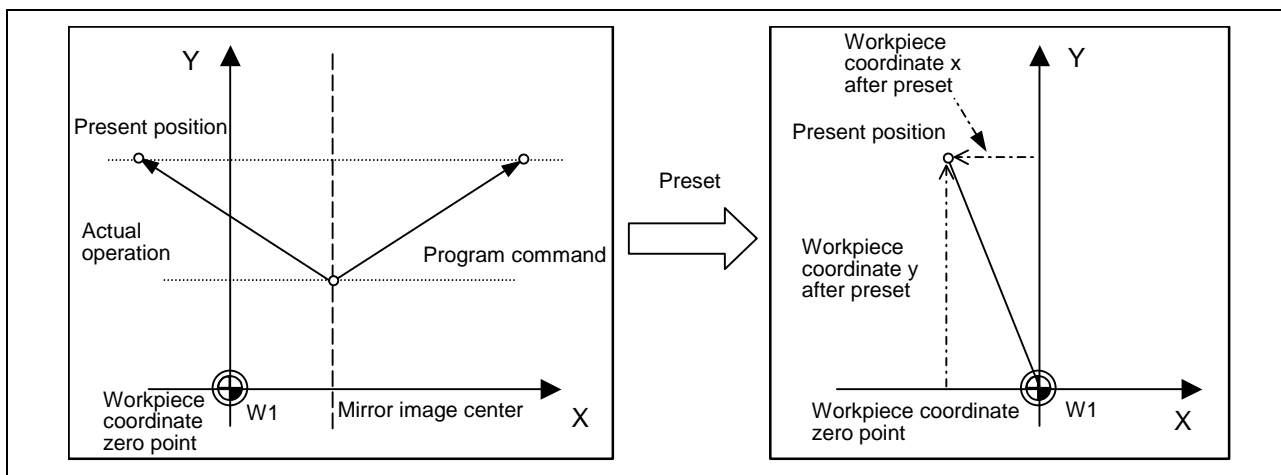 Y
Present position
Actual
operation
Program command
Workpiece
coordinate
zero point
W1
Mirror image center
X
Preset
Workpiece
coordinate x
after preset
Y
Present position
Workpiece
coordinate y
after preset
Workpiece coordinate
zero point
W1
X